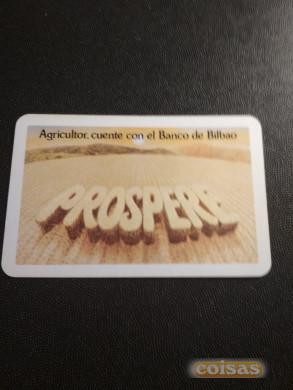 Agricultor, cuente con el Banco de Bilbao
PROSPERE
coisas